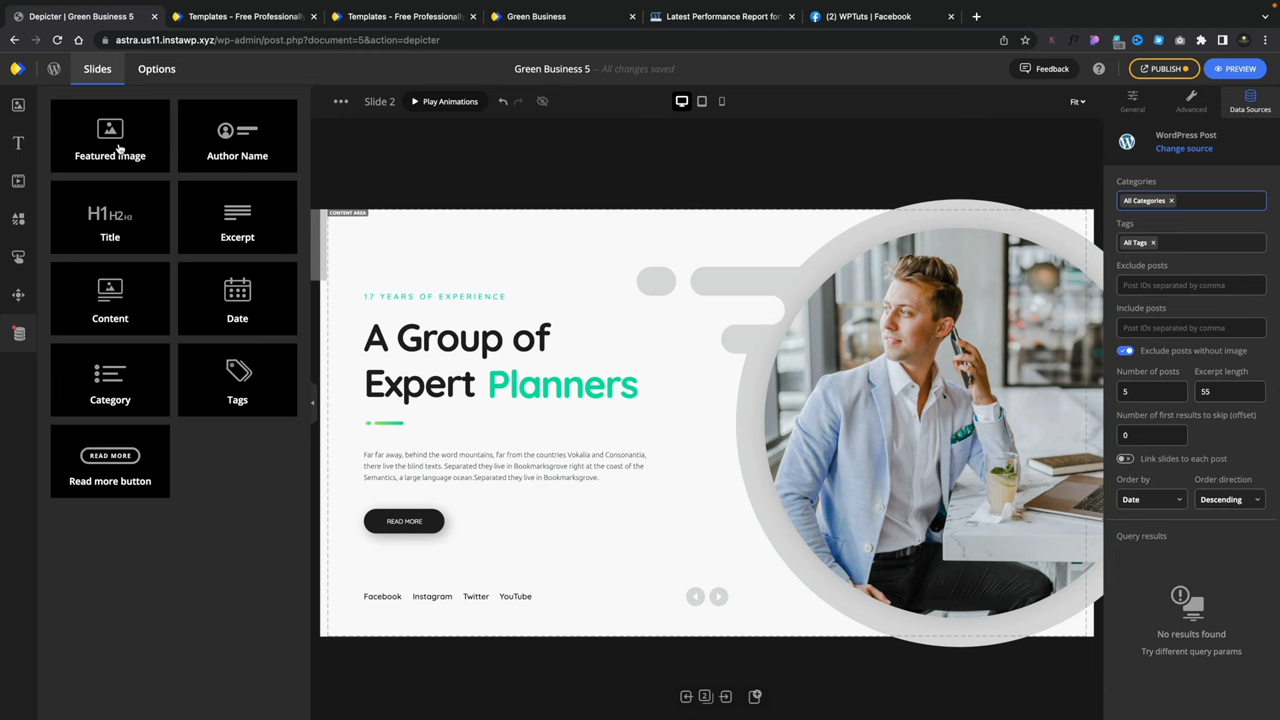 Depicter | Green Business 5
Templates - Free Professionally
Templates - Free Professionally
Green Business
Latest Performance Report for:
(2) WPTuts | Facebook
astra.us11.instawp.xyz/wp-admin/post.php?document=5&action=depicter
Slides
Options
Green Business 5 – All changes saved
Feedback
PUBLISH
PREVIEW
Slide 2
Play Animations
Fit
General
Advanced
Data Sources
Featured Image
Author Name
H1 H2 H3
Title
Excerpt
Content
Date
Category
Tags
READ MORE
Read more button
CONTENT AREA
17 YEARS OF EXPERIENCE
A Group of
Expert Planners
Far far away, behind the word mountains, far from the countries Vokalia and Consonantia,
there live the blind texts. Separated they live in Bookmarksgrove right at the coast of the
Semantics, a large language ocean.Separated they live in Bookmarksgrove.
READ MORE
Facebook Instagram Twitter YouTube
2
WordPress Post
Change source
Categories
All Categories
Tags
All Tags
Exclude posts
Post IDs separated by comma
Include posts
Post IDs separated by comma
Exclude posts without image
Number of posts Excerpt length
5 55
Number of first results to skip (offset)
0
Link slides to each post
Order by Order direction
Date Descending
Query results
No results found
Try different query params